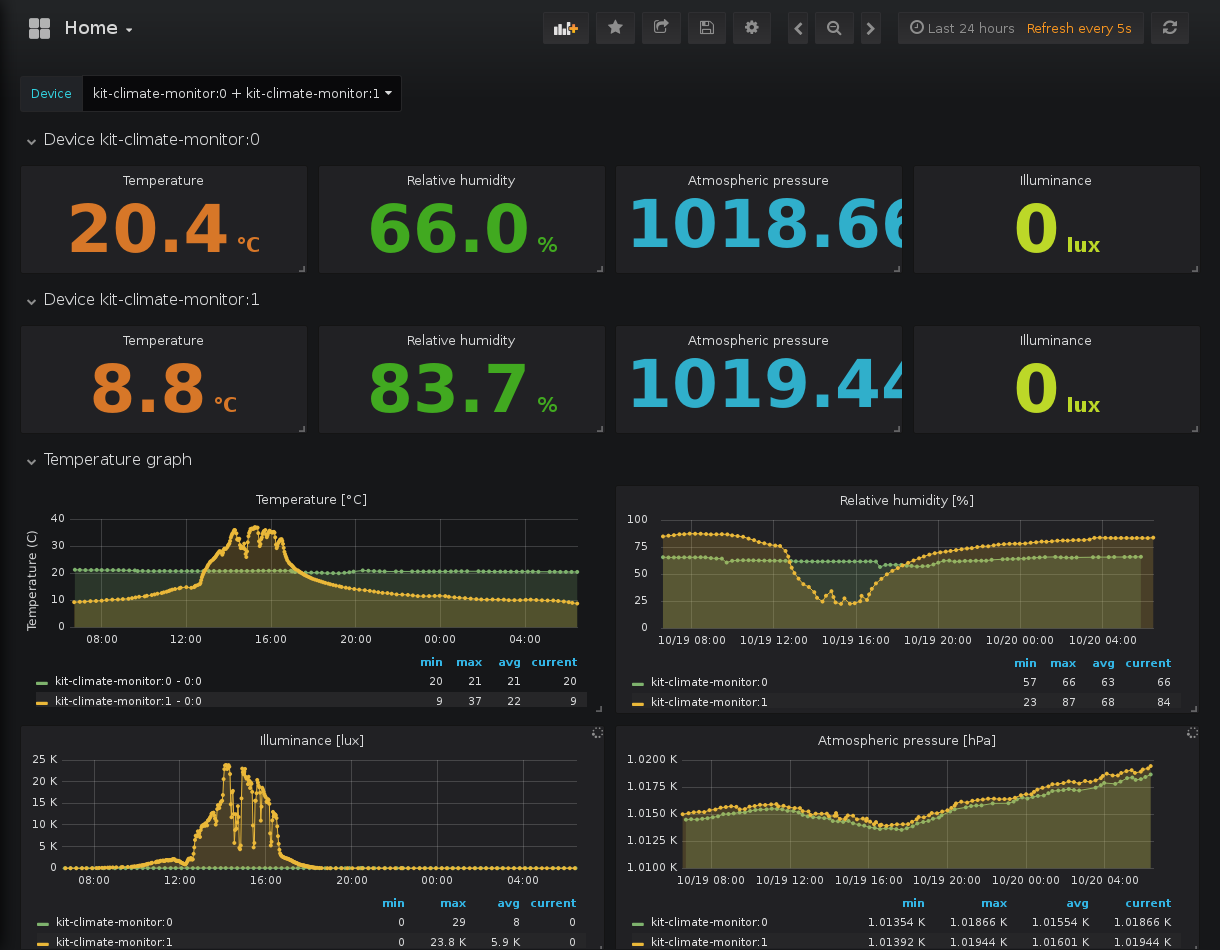 Home
Last 24 hours Refresh every 5s
Device kit-climate-monitor:0 + kit-climate-monitor:1
Device kit-climate-monitor:0
Temperature Relative humidity Atmospheric pressure Illuminance
20.4 °C 66.0 % 1018.66 0 lux
Device kit-climate-monitor:1
Temperature Relative humidity Atmospheric pressure Illuminance
8.8 °C 83.7 % 1019.44 0 lux
Temperature graph
Temperature [°C]
Temperature (C)
40
30
20
10
0
08:00 12:00 16:00 20:00 00:00 04:00
min max avg current
kit-climate-monitor:0 - 0:0 20 21 21 20
kit-climate-monitor:1 - 0:0 9 37 22 9
Relative humidity [%]
100
75
50
25
0
10/19 08:00 10/19 12:00 10/19 16:00 10/19 20:00 10/20 00:00 10/20 04:00
min max avg current
kit-climate-monitor:0 57 66 63 66
kit-climate-monitor:1 23 87 68 84
Illuminance [lux]
25 K
20 K
15 K
10 K
5 K
0
08:00 12:00 16:00 20:00 00:00 04:00
min max avg current
kit-climate-monitor:0 0 29 8 0
kit-climate-monitor:1 0 23.8 K 5.9 K 0
Atmospheric pressure [hPa]
1.0200 K
1.0175 K
1.0150 K
1.0125 K
1.0100 K
10/19 08:00 10/19 12:00 10/19 16:00 10/19 20:00 10/20 00:00 10/20 04:00
min max avg current
kit-climate-monitor:0 1.01354 K 1.01866 K 1.01554 K 1.01866 K
kit-climate-monitor:1 1.01392 K 1.01944 K 1.01601 K 1.01944 K